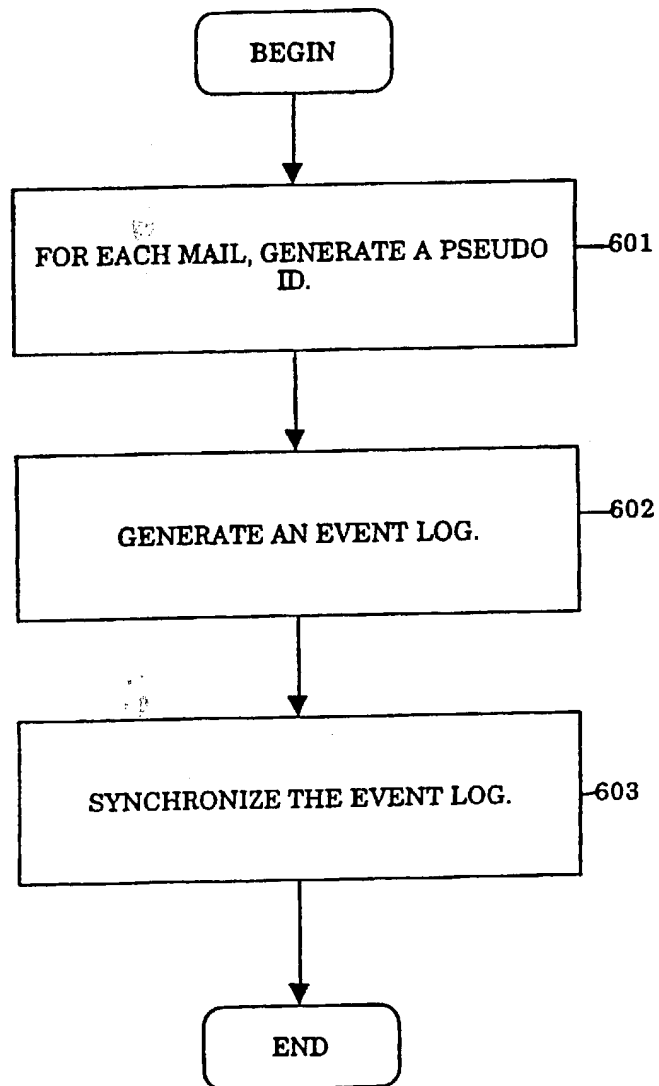 BEGIN
FOR EACH MAIL, GENERATE A PSEUDO
ID.
601
GENERATE AN EVENT LOG.
602
SYNCHRONIZE THE EVENT LOG.
603
END